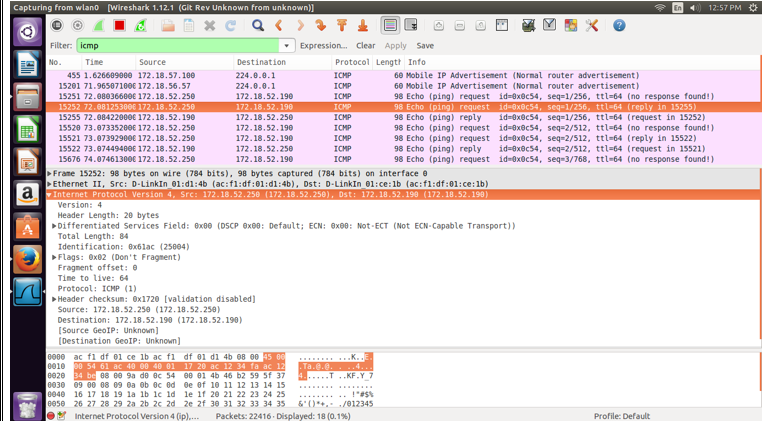 Capturing from wlan0 [Wireshark 1.12.1 (Git Rev Unknown from unknown)]
En
12:57 PM
Filter: icmp Expression... Clear Apply Save
No. Time Source Destination Protocol Length Info
455 1.626609000 172.18.57.100 224.0.0.1 ICMP 60 Mobile IP Advertisement (Normal router advertisement)
15201 71.96507100 172.18.56.57 224.0.0.1 ICMP 60 Mobile IP Advertisement (Normal router advertisement)
15251 72.08036600 172.18.52.250 172.18.52.190 ICMP 98 Echo (ping) request id=0x0c54, seq=1/256, ttl=64 (no response found!)
15252 72.08125300 172.18.52.250 172.18.52.190 ICMP 98 Echo (ping) request id=0x0c54, seq=1/256, ttl=64 (reply in 15255)
15255 72.08422000 172.18.52.190 172.18.52.250 ICMP 98 Echo (ping) reply id=0x0c54, seq=1/256, ttl=64 (request in 15252)
15520 73.07335200 172.18.52.250 172.18.52.190 ICMP 98 Echo (ping) request id=0x0c54, seq=2/512, ttl=64 (no response found!)
15521 73.07392900 172.18.52.250 172.18.52.190 ICMP 98 Echo (ping) request id=0x0c54, seq=2/512, ttl=64 (reply in 15522)
15522 73.07449400 172.18.52.190 172.18.52.250 ICMP 98 Echo (ping) reply id=0x0c54, seq=2/512, ttl=64 (request in 15521)
15676 74.07461300 172.18.52.250 172.18.52.190 ICMP 98 Echo (ping) request id=0x0c54, seq=3/768, ttl=64 (no response found!)
Frame 15252: 98 bytes on wire (784 bits), 98 bytes captured (784 bits) on interface 0
Ethernet II, Src: D-LinkIn_01:d1:4b (ac:f1:df:01:d1:4b), Dst: D-LinkIn_01:ce:1b (ac:f1:df:01:ce:1b)
Internet Protocol Version 4, Src: 172.18.52.250 (172.18.52.250), Dst: 172.18.52.190 (172.18.52.190)
Version: 4
Header Length: 20 bytes
Differentiated Services Field: 0x00 (DSCP 0x00: Default; ECN: 0x00: Not-ECT (Not ECN-Capable Transport))
Total Length: 84
Identification: 0x61ac (25004)
Flags: 0x02 (Don't Fragment)
Fragment offset: 0
Time to live: 64
Protocol: ICMP (1)
Header checksum: 0x1720 [validation disabled]
Source: 172.18.52.250 (172.18.52.250)
Destination: 172.18.52.190 (172.18.52.190)
[Source GeoIP: Unknown]
[Destination GeoIP: Unknown]
0000 ac f1 df 01 ce 1b ac f1 df 01 d1 4b 08 00 45 00 ........ ...K..E.
0010 00 54 61 ac 40 00 40 01 17 20 ac 12 34 fa ac 12 .Ta.@.@. . ..4...
0020 34 be 08 00 9a d0 0c 54 00 01 4b 46 b2 59 5f 37 4......T ..KF.Y_7
0030 09 00 08 09 0a 0b 0c 0d 0e 0f 10 11 12 13 14 15 ........ ........
0040 16 17 18 19 1a 1b 1c 1d 1e 1f 20 21 22 23 24 25 ........ .. !"#$%
0050 26 27 28 29 2a 2b 2c 2d 2e 2f 30 31 32 33 34 35 &'()*+,- ./012345
Internet Protocol Version 4 (ip),... Packets: 22416 · Displayed: 18 (0.1%) Profile: Default